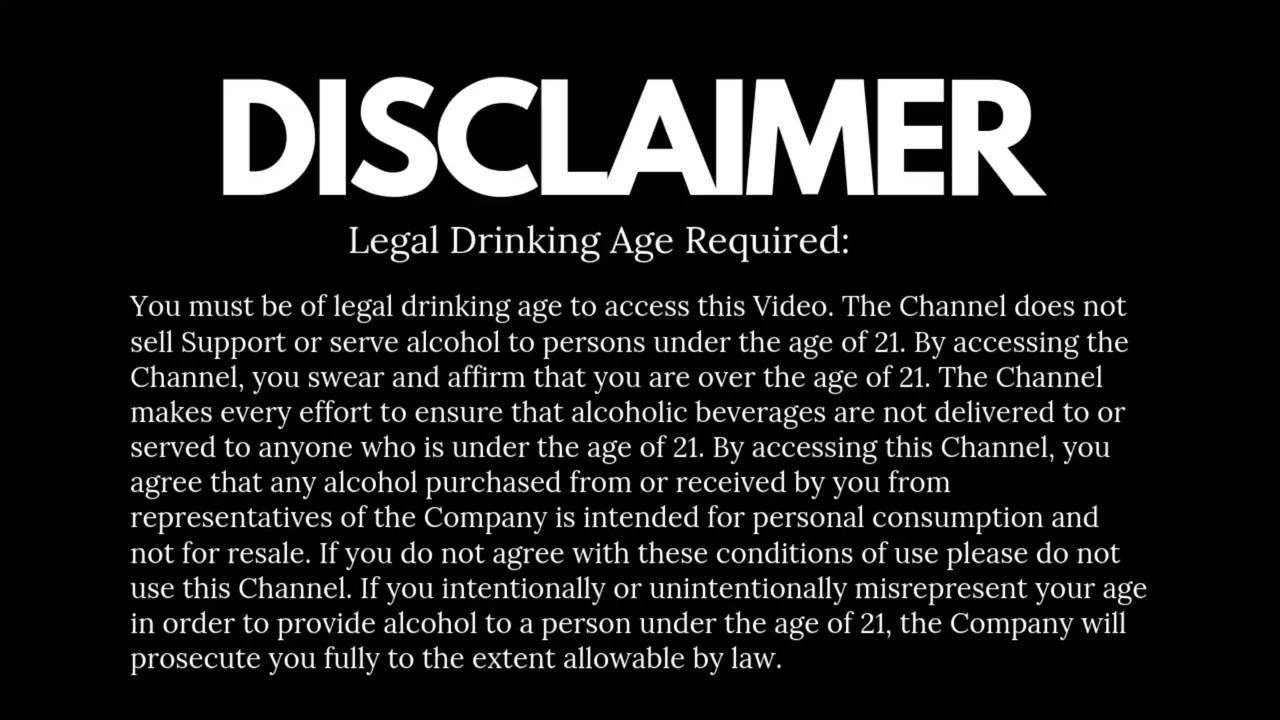 DISCLAIMER
Legal Drinking Age Required:
You must be of legal drinking age to access this Video. The Channel does not
sell Support or serve alcohol to persons under the age of 21. By accessing the
Channel, you swear and affirm that you are over the age of 21. The Channel
makes every effort to ensure that alcoholic beverages are not delivered to or
served to anyone who is under the age of 21. By accessing this Channel, you
agree that any alcohol purchased from or received by you from
representatives of the Company is intended for personal consumption and
not for resale. If you do not agree with these conditions of use please do not
use this Channel. If you intentionally or unintentionally misrepresent your age
in order to provide alcohol to a person under the age of 21, the Company will
prosecute you fully to the extent allowable by law.